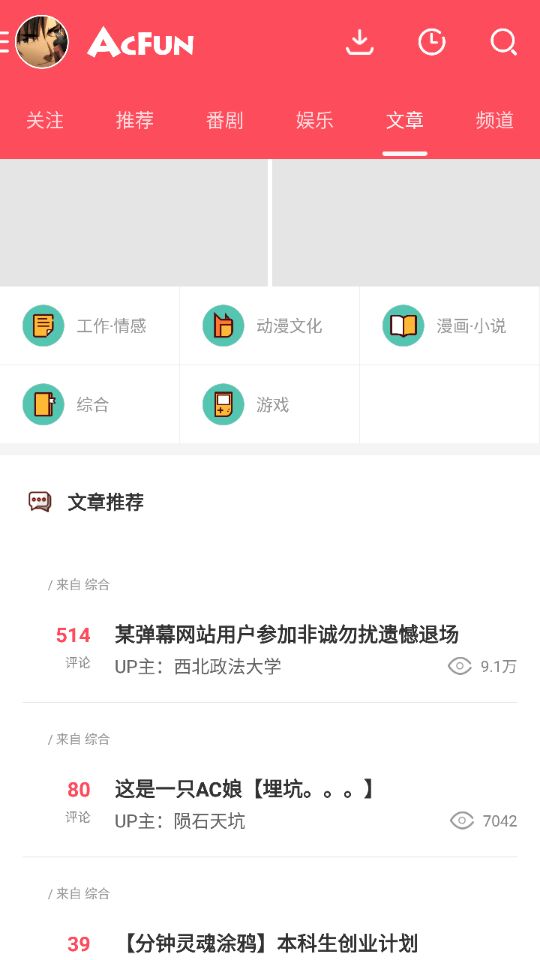 AcFun
关注 推荐 番剧 娱乐 文章 频道
工作·情感 动漫文化 漫画·小说
综合 游戏
文章推荐
/ 来自 综合
514 某弹幕网站用户参加非诚勿扰遗憾退场
评论 UP主：西北政法大学 9.1万
/ 来自 综合
80 这是一只AC娘【埋坑。。。】
评论 UP主：陨石天坑 7042
/ 来自 综合
39 【分钟灵魂涂鸦】本科生创业计划